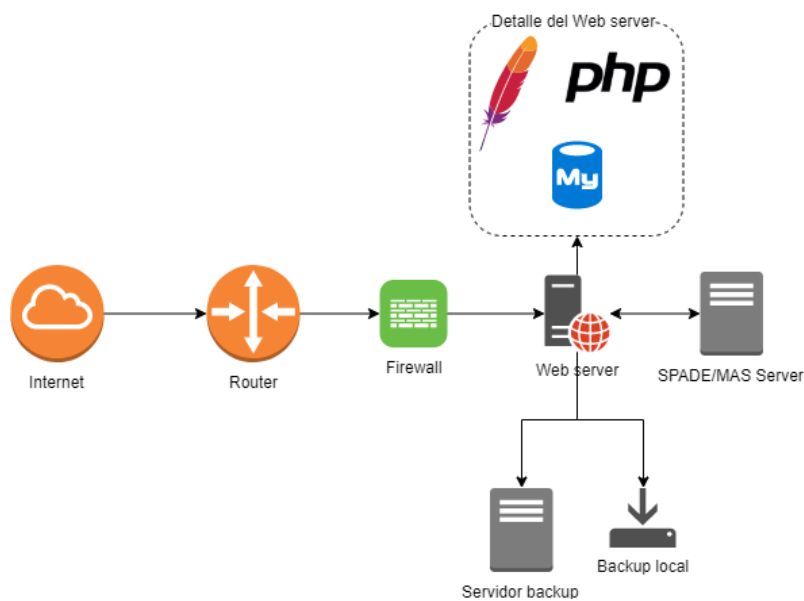 Detalle del Web server
php
My
Internet
Router
Firewall
Web server
SPADE/MAS Server
Servidor backup
Backup local